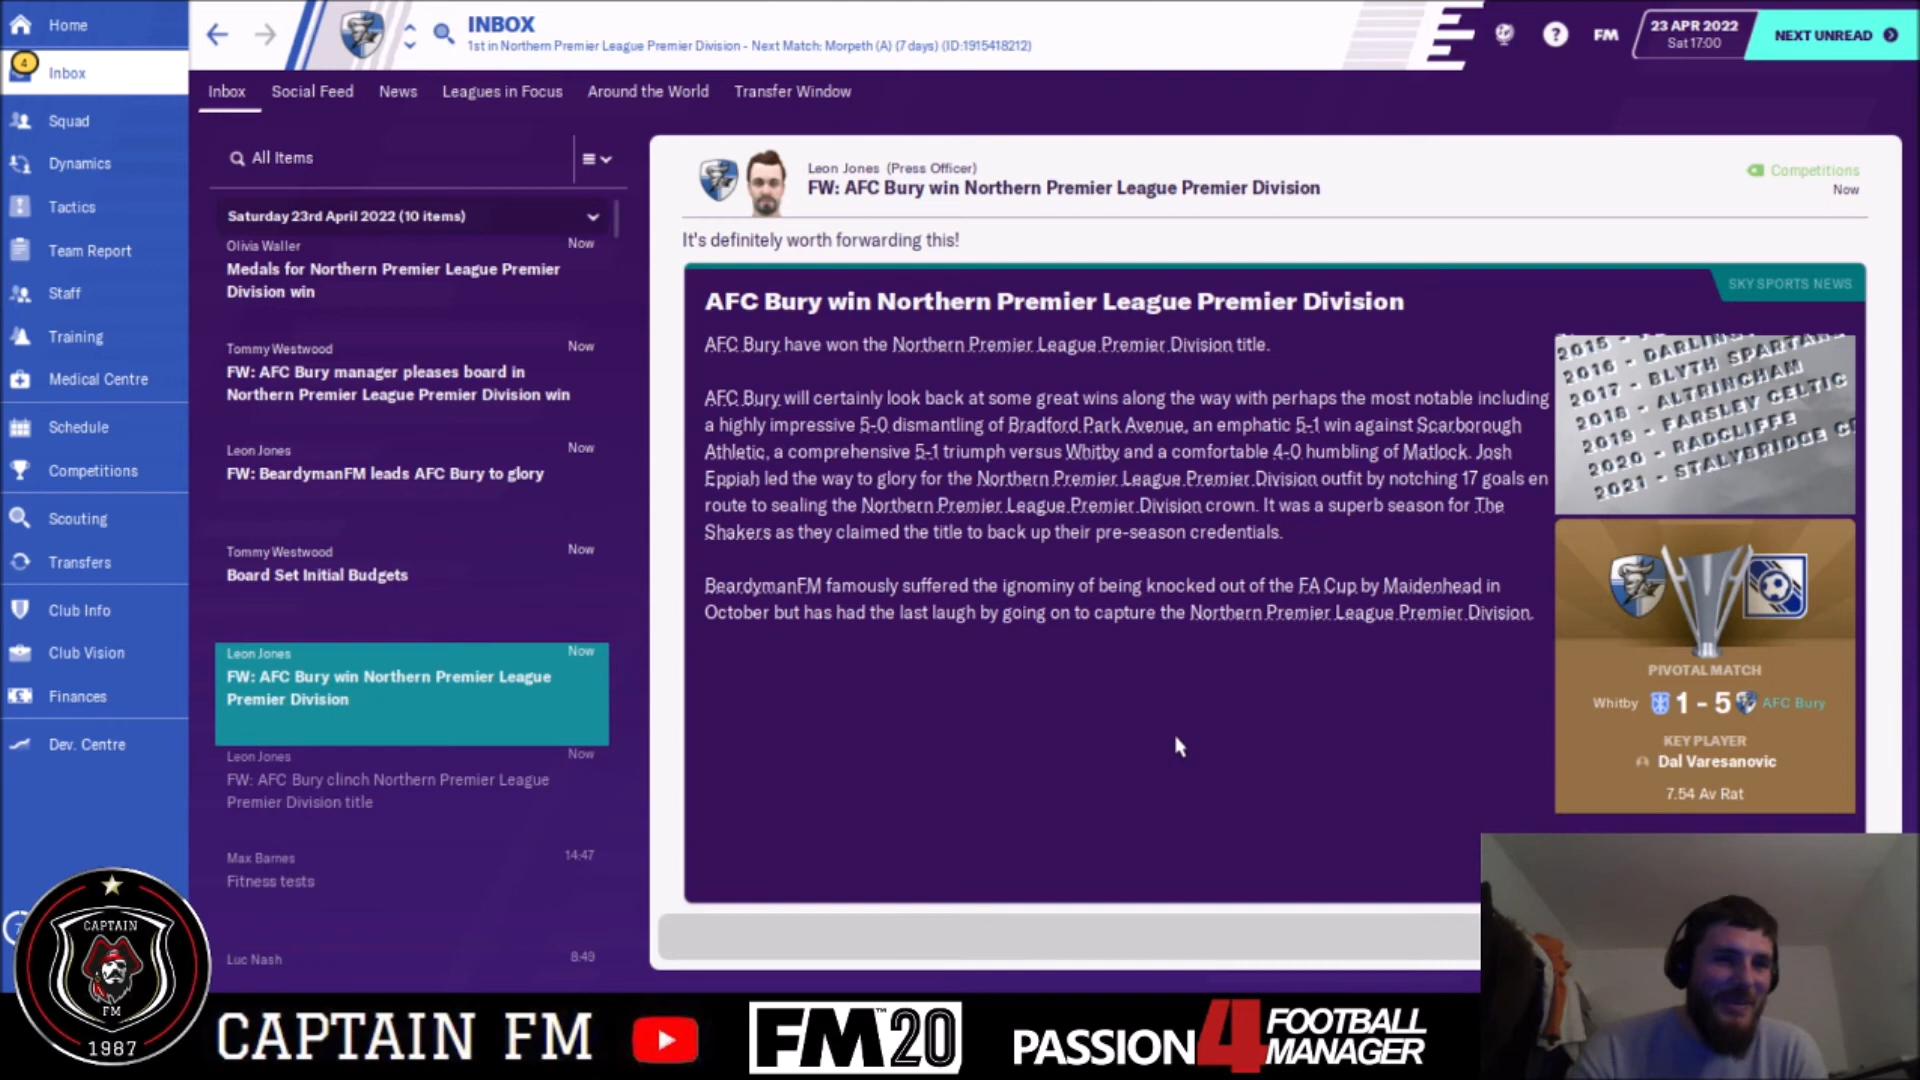 Home
INBOX
1st in Northern Premier League Premier Division - Next Match: Morpeth (A) (7 days) (ID:1915418212)
FM
23 APR 2022
Sat 17:00
NEXT UNREAD
4
Inbox
Squad
Dynamics
Tactics
Team Report
Staff
Training
Medical Centre
Schedule
Competitions
Scouting
Transfers
Club Info
Club Vision
Finances
Dev. Centre
Inbox Social Feed News Leagues in Focus Around the World Transfer Window
All Items
Saturday 23rd April 2022 (10 items)
Olivia Waller Now
Medals for Northern Premier League Premier
Division win
Tommy Westwood Now
FW: AFC Bury manager pleases board in
Northern Premier League Premier Division win
Leon Jones Now
FW: BeardymanFM leads AFC Bury to glory
Tommy Westwood Now
Board Set Initial Budgets
Leon Jones Now
FW: AFC Bury win Northern Premier League
Premier Division
Leon Jones Now
FW: AFC Bury clinch Northern Premier League
Premier Division title
Max Barnes 14:47
Fitness tests
Luc Nash 8:49
Leon Jones (Press Officer)
FW: AFC Bury win Northern Premier League Premier Division
Competitions
Now
It's definitely worth forwarding this!
SKY SPORTS NEWS
AFC Bury win Northern Premier League Premier Division
AFC Bury have won the Northern Premier League Premier Division title.
AFC Bury will certainly look back at some great wins along the way with perhaps the most notable including
a highly impressive 5-0 dismantling of Bradford Park Avenue, an emphatic 5-1 win against Scarborough
Athletic, a comprehensive 5-1 triumph versus Whitby and a comfortable 4-0 humbling of Matlock. Josh
Eppiah led the way to glory for the Northern Premier League Premier Division outfit by notching 17 goals en
route to sealing the Northern Premier League Premier Division crown. It was a superb season for The
Shakers as they claimed the title to back up their pre-season credentials.
BeardymanFM famously suffered the ignominy of being knocked out of the FA Cup by Maidenhead in
October but has had the last laugh by going on to capture the Northern Premier League Premier Division.
2016 - DARLIN
2017 - BLYTH SPARTAN
2018 - ALTRINCHAM
2019 - FARSLEY CELTIC
2020 - RADCLIFFE
2021 - STALYBRIDGE CE
PIVOTAL MATCH
Whitby 1 - 5 AFC Bury
KEY PLAYER
Dal Varesanovic
7.54 Av Rat
CAPTAIN
FM
1987
CAPTAIN FM
FM20
PASSION 4 FOOTBALL
MANAGER